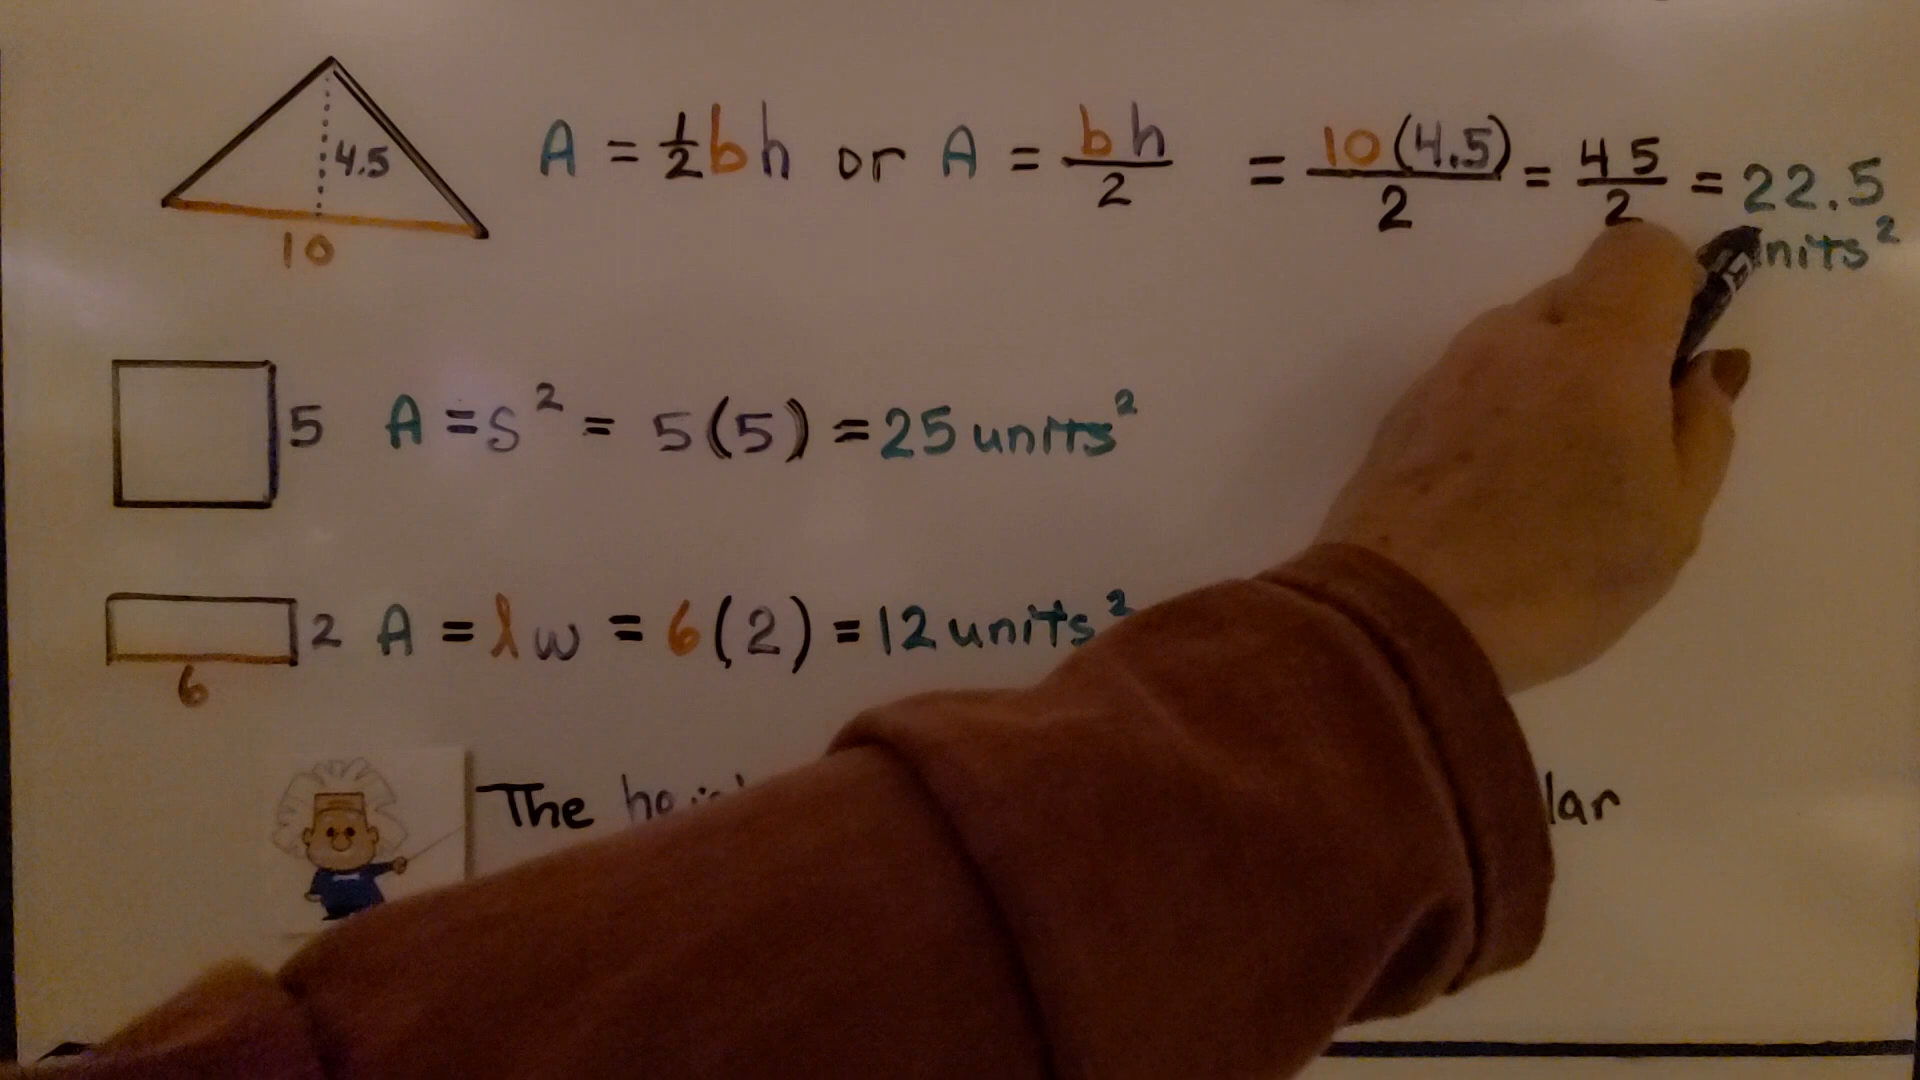 4.5
10
A = ½bh or A = bh/2 = 10(4.5)/2 = 45/2 = 22.5
units²
5 A = s² = 5(5) = 25 units²
2 A = lw = 6(2) = 12 units²
6
The